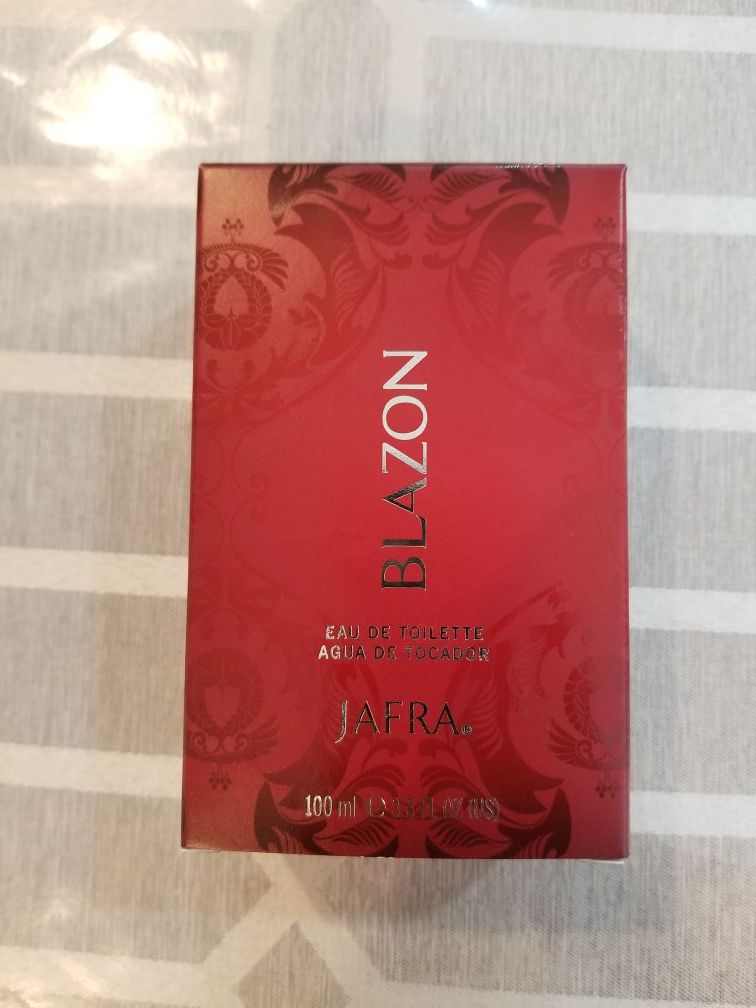 BLAZON
EAU DE TOILETTE
AGUA DE TOCADOR
JAFRA®
100 ml ℮ 3.3 FL.OZ (US)